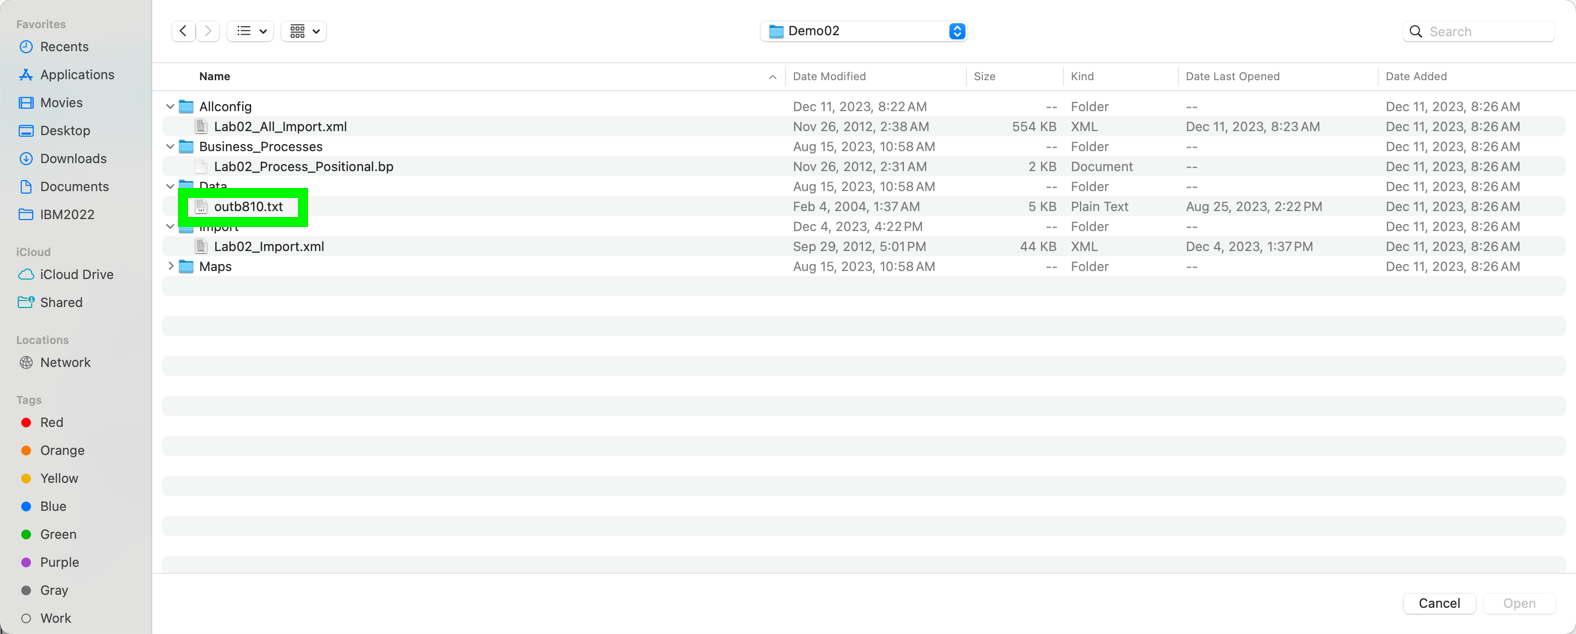 Favorites
Recents
Applications
Movies
Desktop
Downloads
Documents
IBM2022
iCloud
iCloud Drive
Shared
Locations
Network
Tags
Red
Orange
Yellow
Blue
Green
Purple
Gray
Work
Demo02
Search
Name Date Modified Size Kind Date Last Opened Date Added
Allconfig Dec 11, 2023, 8:22 AM -- Folder -- Dec 11, 2023, 8:26 AM
Lab02_All_Import.xml Nov 26, 2012, 2:38 AM 554 KB XML Dec 11, 2023, 8:23 AM Dec 11, 2023, 8:26 AM
Business_Processes Aug 15, 2023, 10:58 AM -- Folder -- Dec 11, 2023, 8:26 AM
Lab02_Process_Positional.bp Nov 26, 2012, 2:31 AM 2 KB Document -- Dec 11, 2023, 8:26 AM
Data Aug 15, 2023, 10:58 AM -- Folder -- Dec 11, 2023, 8:26 AM
outb810.txt Feb 4, 2004, 1:37 AM 5 KB Plain Text Aug 25, 2023, 2:22 PM Dec 11, 2023, 8:26 AM
Import Dec 4, 2023, 4:22 PM -- Folder -- Dec 11, 2023, 8:26 AM
Lab02_Import.xml Sep 29, 2012, 5:01 PM 44 KB XML Dec 4, 2023, 1:37 PM Dec 11, 2023, 8:26 AM
Maps Aug 15, 2023, 10:58 AM -- Folder -- Dec 11, 2023, 8:26 AM
Cancel Open